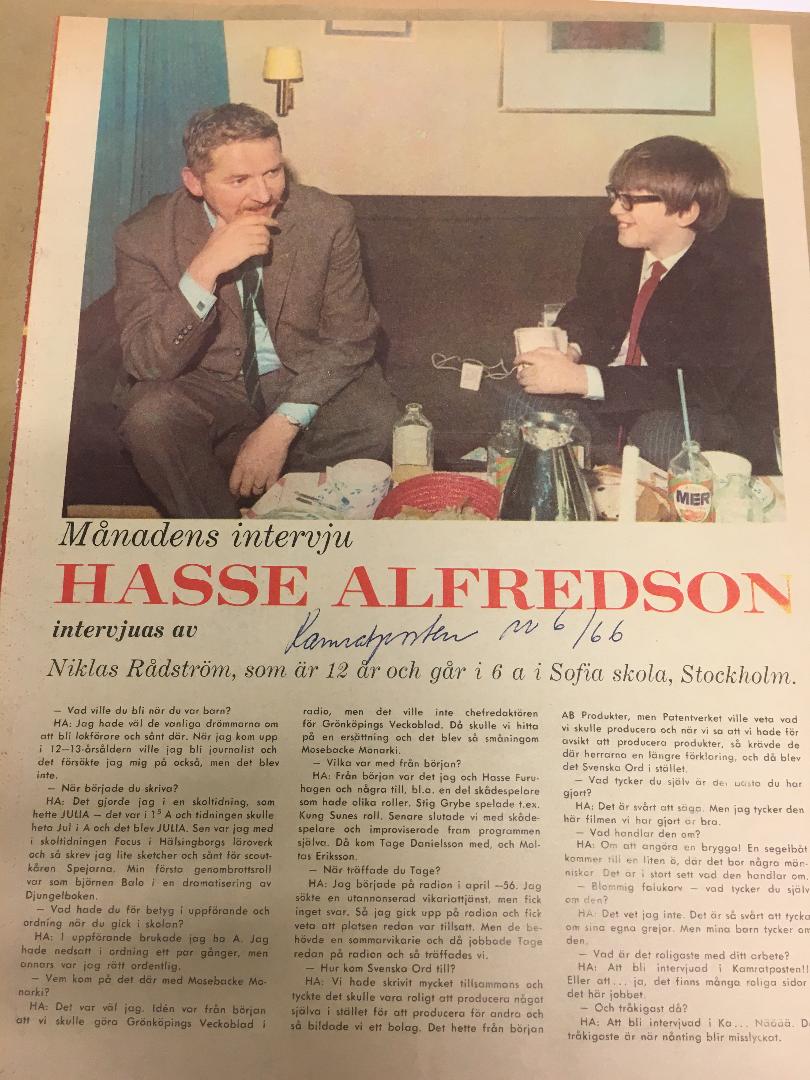 MER
Månadens intervju
HASSE ALFREDSON
intervjuas av
Kamratposten nr 6/66
Niklas Rådström, som är 12 år och går i 6 a i Sofia skola, Stockholm.
— Vad ville du bli när du var barn?
HA: Jag hade väl de vanliga drömmarna om
att bli lokförare och sånt där. När jag kom upp
i 12—13-årsåldern ville jag bli journalist och
det försökte jag mig på också, men det blev
inte.
— När började du skriva?
HA: Det gjorde jag i en skoltidning, som
hette JULIA — det var i 1⁵ A och tidningen skulle
heta Jul i A och det blev JULIA. Sen var jag med
i skoltidningen Focus i Hälsingborgs läroverk
och så skrev jag lite sketcher och sånt för scout-
kåren Spejarna. Min första genombrottsroll
var som björnen Balo i en dramatisering av
Djungelboken.
— Vad hade du för betyg i uppförande och
ordning när du gick i skolan?
HA: I uppförande brukade jag ha A. Jag
hade nedsatt i ordning ett par gånger, men
annars var jag rätt ordentlig.
— Vem kom på det där med Mosebacke Mo-
narki?
HA: Det var väl jag. Idén var från början
att vi skulle göra Grönköpings Veckoblad i
radio, men det ville inte chefredaktören
för Grönköpings Veckoblad. Då skulle vi hitta
på en ersättning och det blev så småningom
Mosebacke Monarki.
— Vilka var med från början?
HA: Från början var det jag och Hasse Furu-
hagen och några till, bl.a. en del skådespelare
som hade olika roller. Stig Grybe spelade t.ex.
Kung Sunes roll. Senare slutade vi med skåde-
spelare och improviserade fram programmen
själva. Då kom Tage Danielsson med, och Mol-
tas Eriksson.
— När träffade du Tage?
HA: Jag började på radion i april —56. Jag
sökte en utannonserad vikariattjänst, men fick
inget svar. Så jag gick upp på radion och fick
veta att platsen redan var tillsatt. Men de be-
hövde en sommarvikarie och då jobbade Tage
redan på radion och så träffades vi.
— Hur kom Svenska Ord till?
HA: Vi hade skrivit mycket tillsammans och
tyckte det skulle vara roligt att producera något
själva i stället för att producera för andra och
så bildade vi ett bolag. Det hette från början
AB Produkter, men Patentverket ville veta vad
vi skulle producera och när vi sa att vi hade för
avsikt att producera produkter, så krävde de
där herrarna en längre förklaring, och då blev
det Svenska Ord i stället.
— Vad tycker du själv är det bästa du har
gjort?
HA: Det är svårt att säga. Men jag tycker den
här filmen vi har gjort är bra.
— Vad handlar den om?
HA: Om att angöra en brygga! En segelbåt
kommer till en liten ö, där det bor några män-
niskor. Det är i stort sett vad den handlar om.
— Blommig falukorv — vad tycker du själv
om den?
HA: Det vet jag inte. Det är så svårt att tycka
om sina egna grejor. Men mina barn tycker om
den.
— Vad är det roligaste med ditt arbete?
HA: Att bli intervjuad i Kamratposten!!
Eller att... ja, det finns många roliga sidor
det här jobbet.
— Och tråkigast då?
HA: Att bli intervjuad i Ka... Nääää. D
tråkigaste är när nånting blir misslyckat.